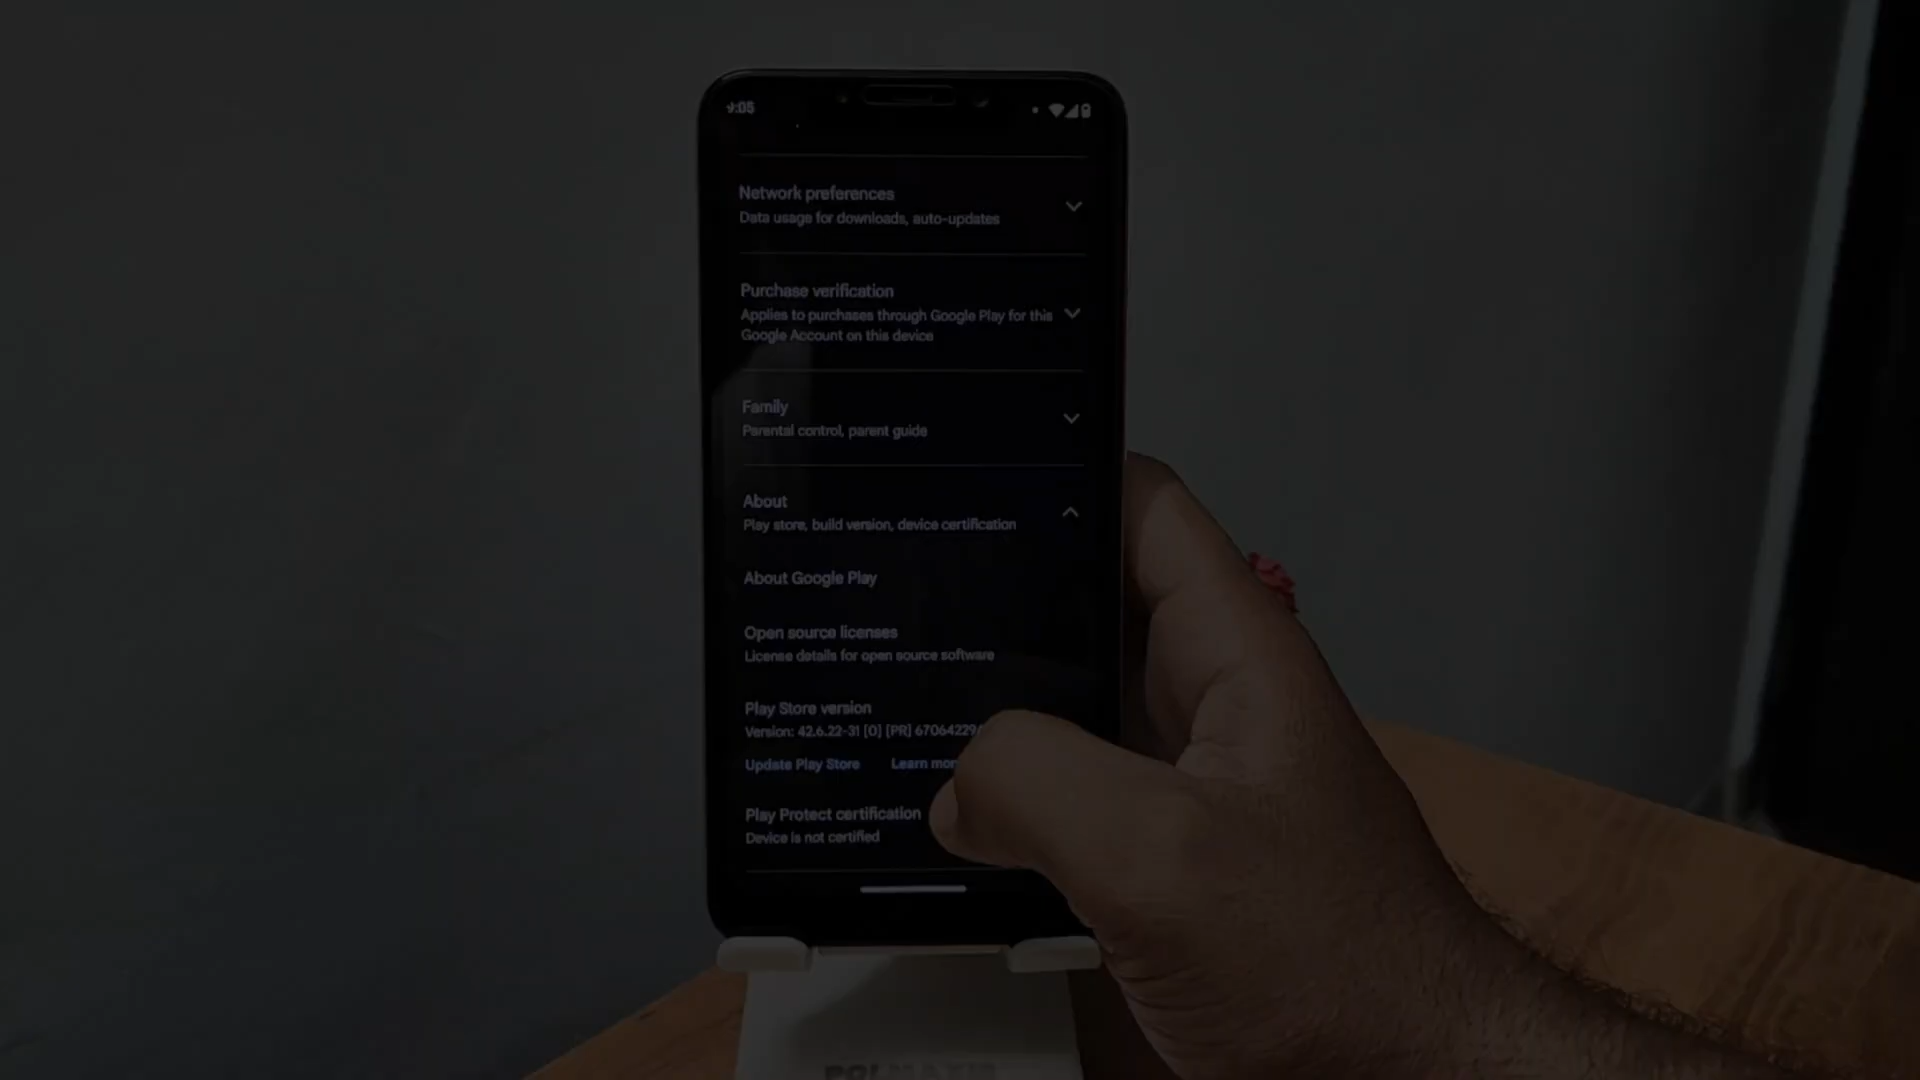 9:05
Network preferences
Data usage for downloads, auto-updates
Purchase verification
Applies to purchases through Google Play for this
Google Account on this device
Family
Parental control, parent guide
About
Play store, build version, device certification
About Google Play
Open source licenses
License details for open source software
Play Store version
Version: 42.6.22-31 [0] [PR] 67064229
Update Play Store Learn mor
Play Protect certification
Device is not certified